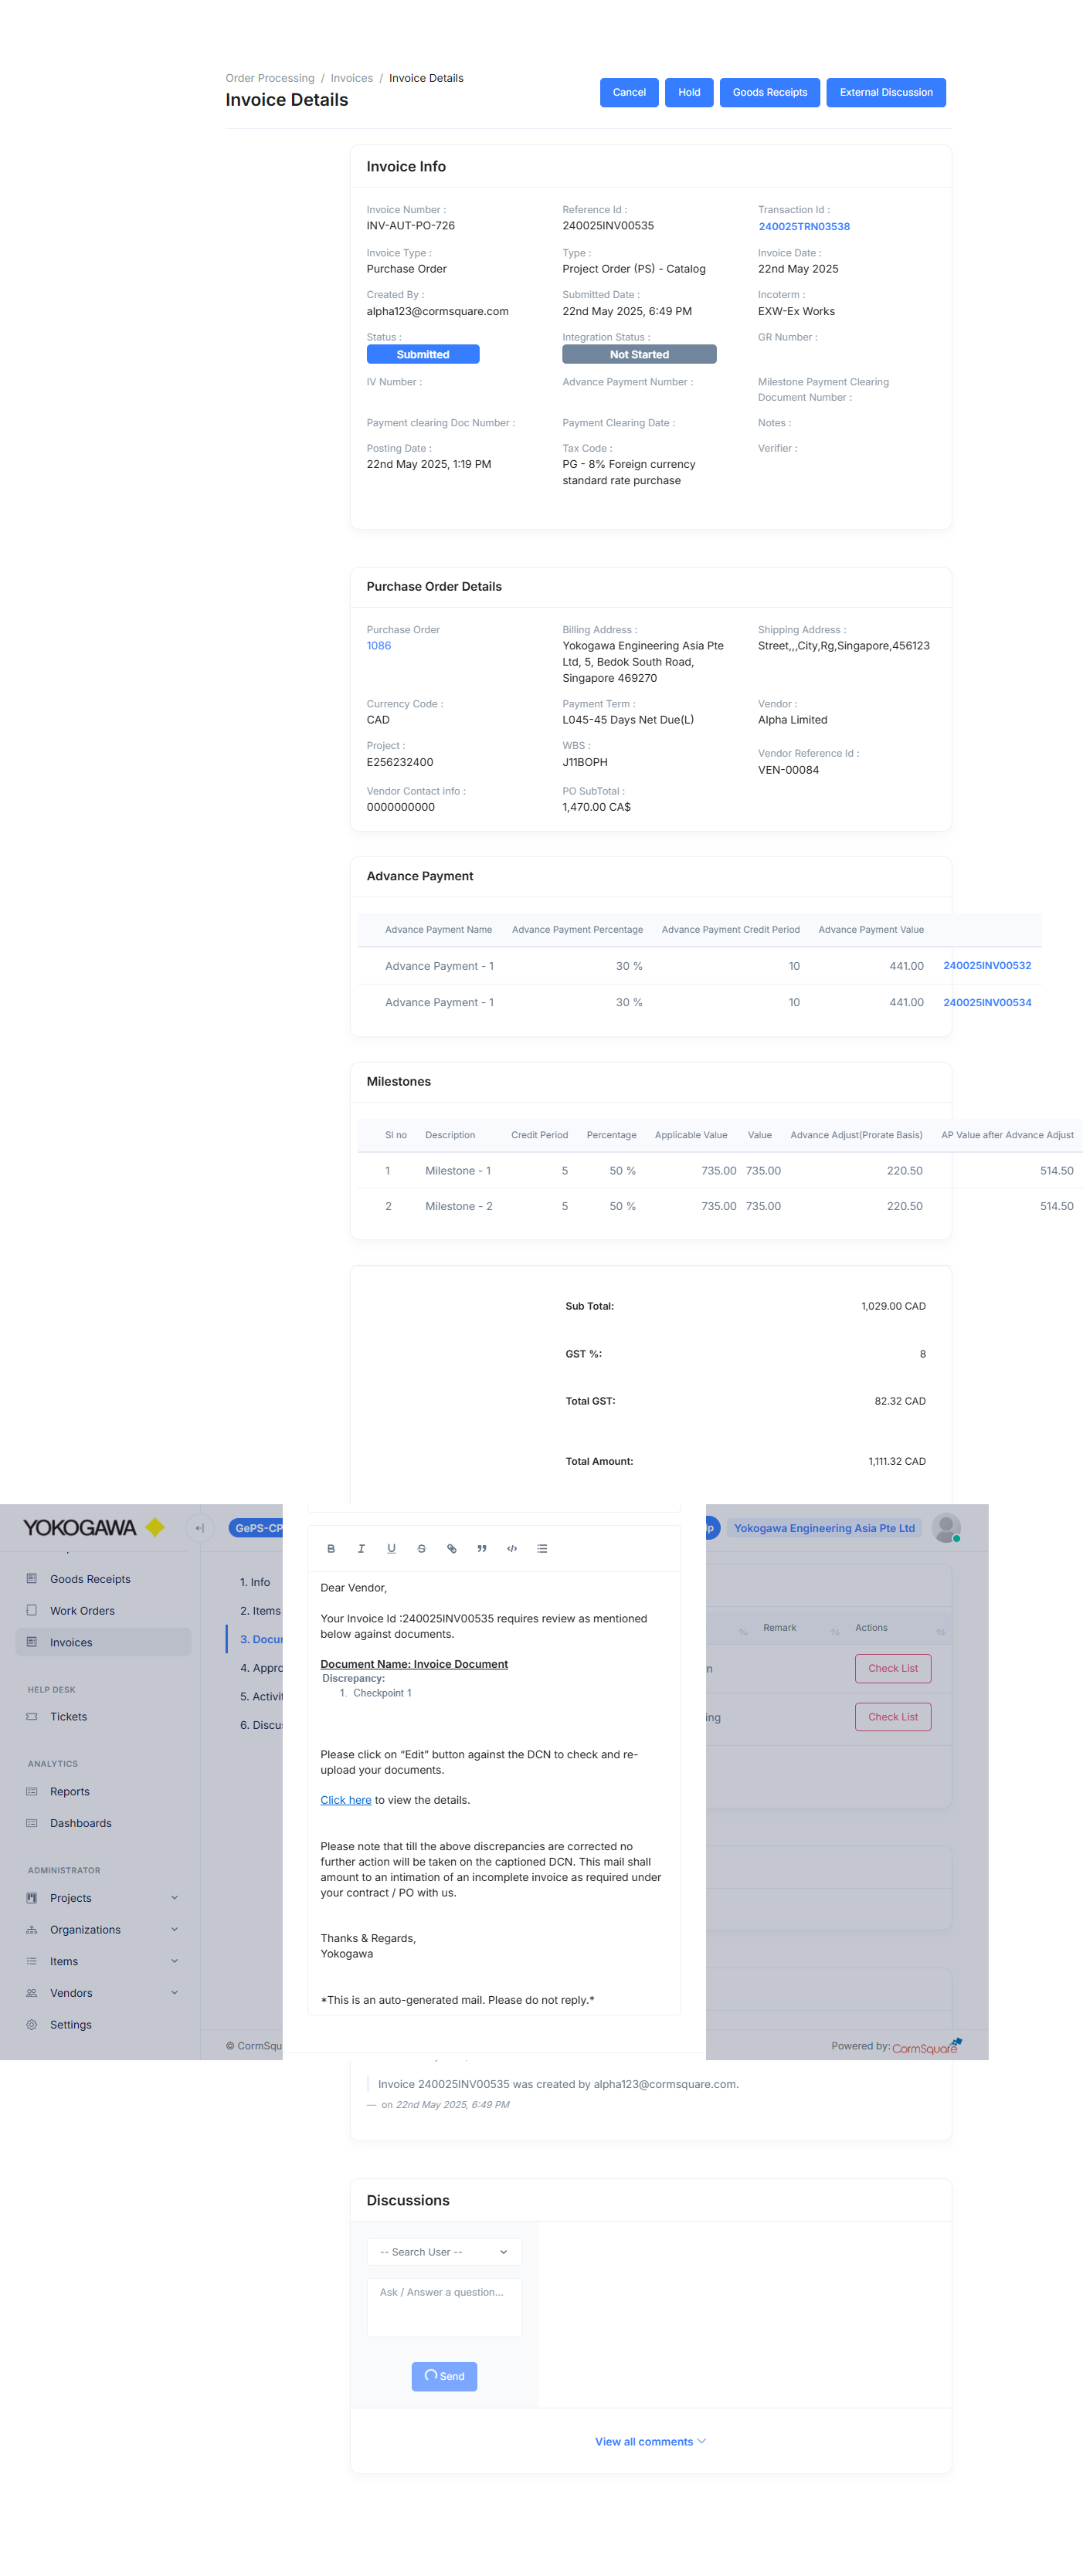 Order Processing / Invoices / Invoice Details
Invoice Details
Cancel
Hold
Goods Receipts
External Discussion
Invoice Info
Invoice Number :
INV-AUT-PO-726
Reference Id :
240025INV00535
Transaction Id :
240025TRN03538
Invoice Type :
Purchase Order
Type :
Project Order (PS) - Catalog
Invoice Date :
22nd May 2025
Created By :
alpha123@cormsquare.com
Submitted Date :
22nd May 2025, 6:49 PM
Incoterm :
EXW-Ex Works
Status :
Submitted
Integration Status :
Not Started
GR Number :
IV Number :
Advance Payment Number :
Milestone Payment Clearing
Document Number :
Payment clearing Doc Number :
Payment Clearing Date :
Notes :
Posting Date :
22nd May 2025, 1:19 PM
Tax Code :
PG - 8% Foreign currency
standard rate purchase
Verifier :
Purchase Order Details
Purchase Order
1086
Billing Address :
Yokogawa Engineering Asia Pte
Ltd, 5, Bedok South Road,
Singapore 469270
Shipping Address :
Street,,,City,Rg,Singapore,456123
Currency Code :
CAD
Payment Term :
L045-45 Days Net Due(L)
Vendor :
Alpha Limited
Project :
E256232400
WBS :
J11BOPH
Vendor Reference Id :
VEN-00084
Vendor Contact info :
0000000000
PO SubTotal :
1,470.00 CA$
Advance Payment
Advance Payment Name Advance Payment Percentage Advance Payment Credit Period Advance Payment Value
Advance Payment - 1 30 % 10 441.00 240025INV00532
Advance Payment - 1 30 % 10 441.00 240025INV00534
Milestones
Sl no Description Credit Period Percentage Applicable Value Value Advance Adjust(Prorate Basis) AP Value after Advance Adjust
1 Milestone - 1 5 50 % 735.00 735.00 220.50 514.50
2 Milestone - 2 5 50 % 735.00 735.00 220.50 514.50
Sub Total: 1,029.00 CAD
GST %: 8
Total GST: 82.32 CAD
Total Amount: 1,111.32 CAD
YOKOGAWA
GePS-CP
Yokogawa Engineering Asia Pte Ltd
Goods Receipts
Work Orders
Invoices
HELP DESK
Tickets
ANALYTICS
Reports
Dashboards
ADMINISTRATOR
Projects
Organizations
Items
Vendors
Settings
1. Info
2. Items
3. Docu
4. Appro
5. Activit
6. Discus
© CormSqu
Dear Vendor,
Your Invoice Id :240025INV00535 requires review as mentioned
below against documents.
Document Name: Invoice Document
Discrepancy:
1. Checkpoint 1
Please click on “Edit” button against the DCN to check and re-
upload your documents.
Click here to view the details.
Please note that till the above discrepancies are corrected no
further action will be taken on the captioned DCN. This mail shall
amount to an intimation of an incomplete invoice as required under
your contract / PO with us.
Thanks & Regards,
Yokogawa
*This is an auto-generated mail. Please do not reply.*
Remark
Actions
Check List
ing
Check List
Powered by: CormSquare
Invoice 240025INV00535 was created by alpha123@cormsquare.com.
— on 22nd May 2025, 6:49 PM
Discussions
-- Search User --
Ask / Answer a question...
Send
View all comments